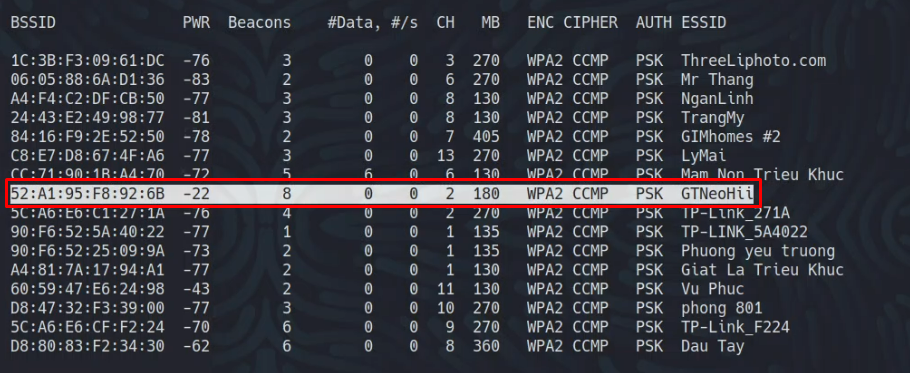 BSSID PWR Beacons #Data, #/s CH MB ENC CIPHER AUTH ESSID
1C:3B:F3:09:61:DC -76 3 0 0 3 270 WPA2 CCMP PSK ThreeLiphoto.com
06:05:88:6A:D1:36 -83 2 0 0 6 270 WPA2 CCMP PSK Mr Thang
A4:F4:C2:DF:CB:50 -77 3 0 0 8 130 WPA2 CCMP PSK NganLinh
24:43:E2:49:98:77 -81 3 0 0 8 130 WPA2 CCMP PSK TrangMy
84:16:F9:2E:52:50 -78 2 0 0 7 405 WPA2 CCMP PSK GIMhomes #2
C8:E7:D8:67:4F:A6 -77 3 0 0 13 270 WPA2 CCMP PSK LyMai
CC:71:90:1B:A4:70 -72 5 6 0 6 130 WPA2 CCMP PSK Mam Non Trieu Khuc
52:A1:95:F8:92:6B -22 8 0 0 2 180 WPA2 CCMP PSK GTNeoHii
5C:A6:E6:C1:27:1A -76 4 0 0 2 270 WPA2 CCMP PSK TP-Link_271A
90:F6:52:5A:40:22 -77 1 0 0 1 135 WPA2 CCMP PSK TP-LINK_5A4022
90:F6:52:25:09:9A -73 2 0 0 1 135 WPA2 CCMP PSK Phuong yeu truong
A4:81:7A:17:94:A1 -77 2 0 0 1 130 WPA2 CCMP PSK Giat La Trieu Khuc
60:59:47:E6:24:98 -43 2 0 0 11 130 WPA2 CCMP PSK Vu Phuc
D8:47:32:F3:39:00 -77 3 0 0 10 270 WPA2 CCMP PSK phong 801
5C:A6:E6:CF:F2:24 -70 6 0 0 9 270 WPA2 CCMP PSK TP-Link_F224
D8:80:83:F2:34:30 -62 6 0 0 8 360 WPA2 CCMP PSK Dau Tay